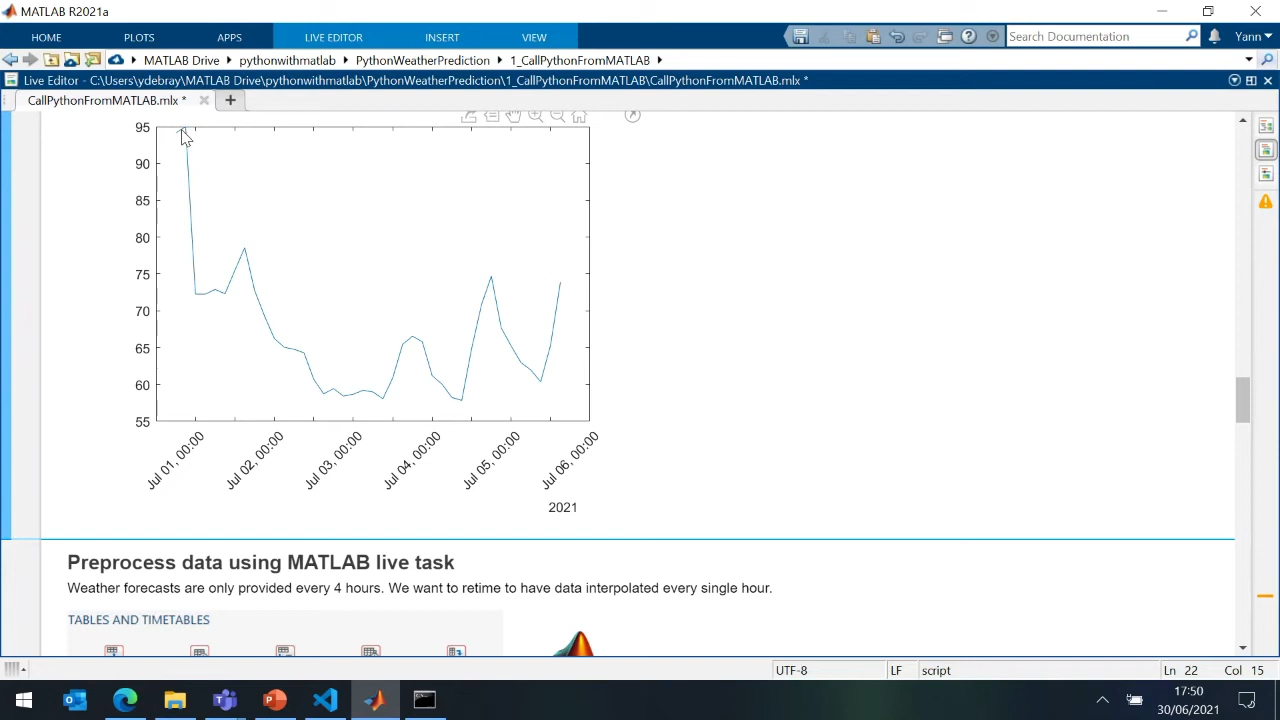 MATLAB R2021a
HOME PLOTS APPS LIVE EDITOR INSERT VIEW Search Documentation Yann
MATLAB Drive pythonwithmatlab PythonWeatherPrediction 1_CallPythonFromMATLAB
Live Editor - C:\Users\ydebray\MATLAB Drive\pythonwithmatlab\PythonWeatherPrediction\1_CallPythonFromMATLAB\CallPythonFromMATLAB.mlx *
CallPythonFromMATLAB.mlx *
95
90
85
80
75
70
65
60
55
Jul 01, 00:00 Jul 02, 00:00 Jul 03, 00:00 Jul 04, 00:00 Jul 05, 00:00 Jul 06, 00:00
2021
Preprocess data using MATLAB live task
Weather forecasts are only provided every 4 hours. We want to retime to have data interpolated every single hour.
TABLES AND TIMETABLES
UTF-8 LF script Ln 22 Col 15
17:50
30/06/2021